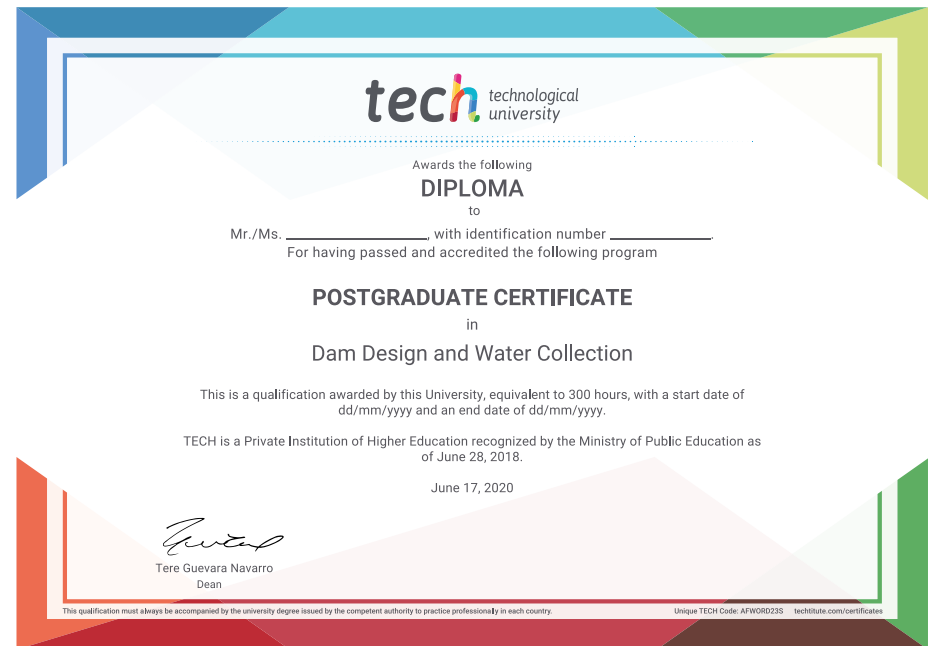 tech technological
university
Awards the following
DIPLOMA
to
Mr./Ms. ____________________, with identification number ______________.
For having passed and accredited the following program
POSTGRADUATE CERTIFICATE
in
Dam Design and Water Collection
This is a qualification awarded by this University, equivalent to 300 hours, with a start date of
dd/mm/yyyy and an end date of dd/mm/yyyy.
TECH is a Private Institution of Higher Education recognized by the Ministry of Public Education as
of June 28, 2018.
June 17, 2020
Tere Guevara Navarro
Dean
This qualification must always be accompanied by the university degree issued by the competent authority to practice professionally in each country. Unique TECH Code: AFWORD23S techtitute.com/certificates